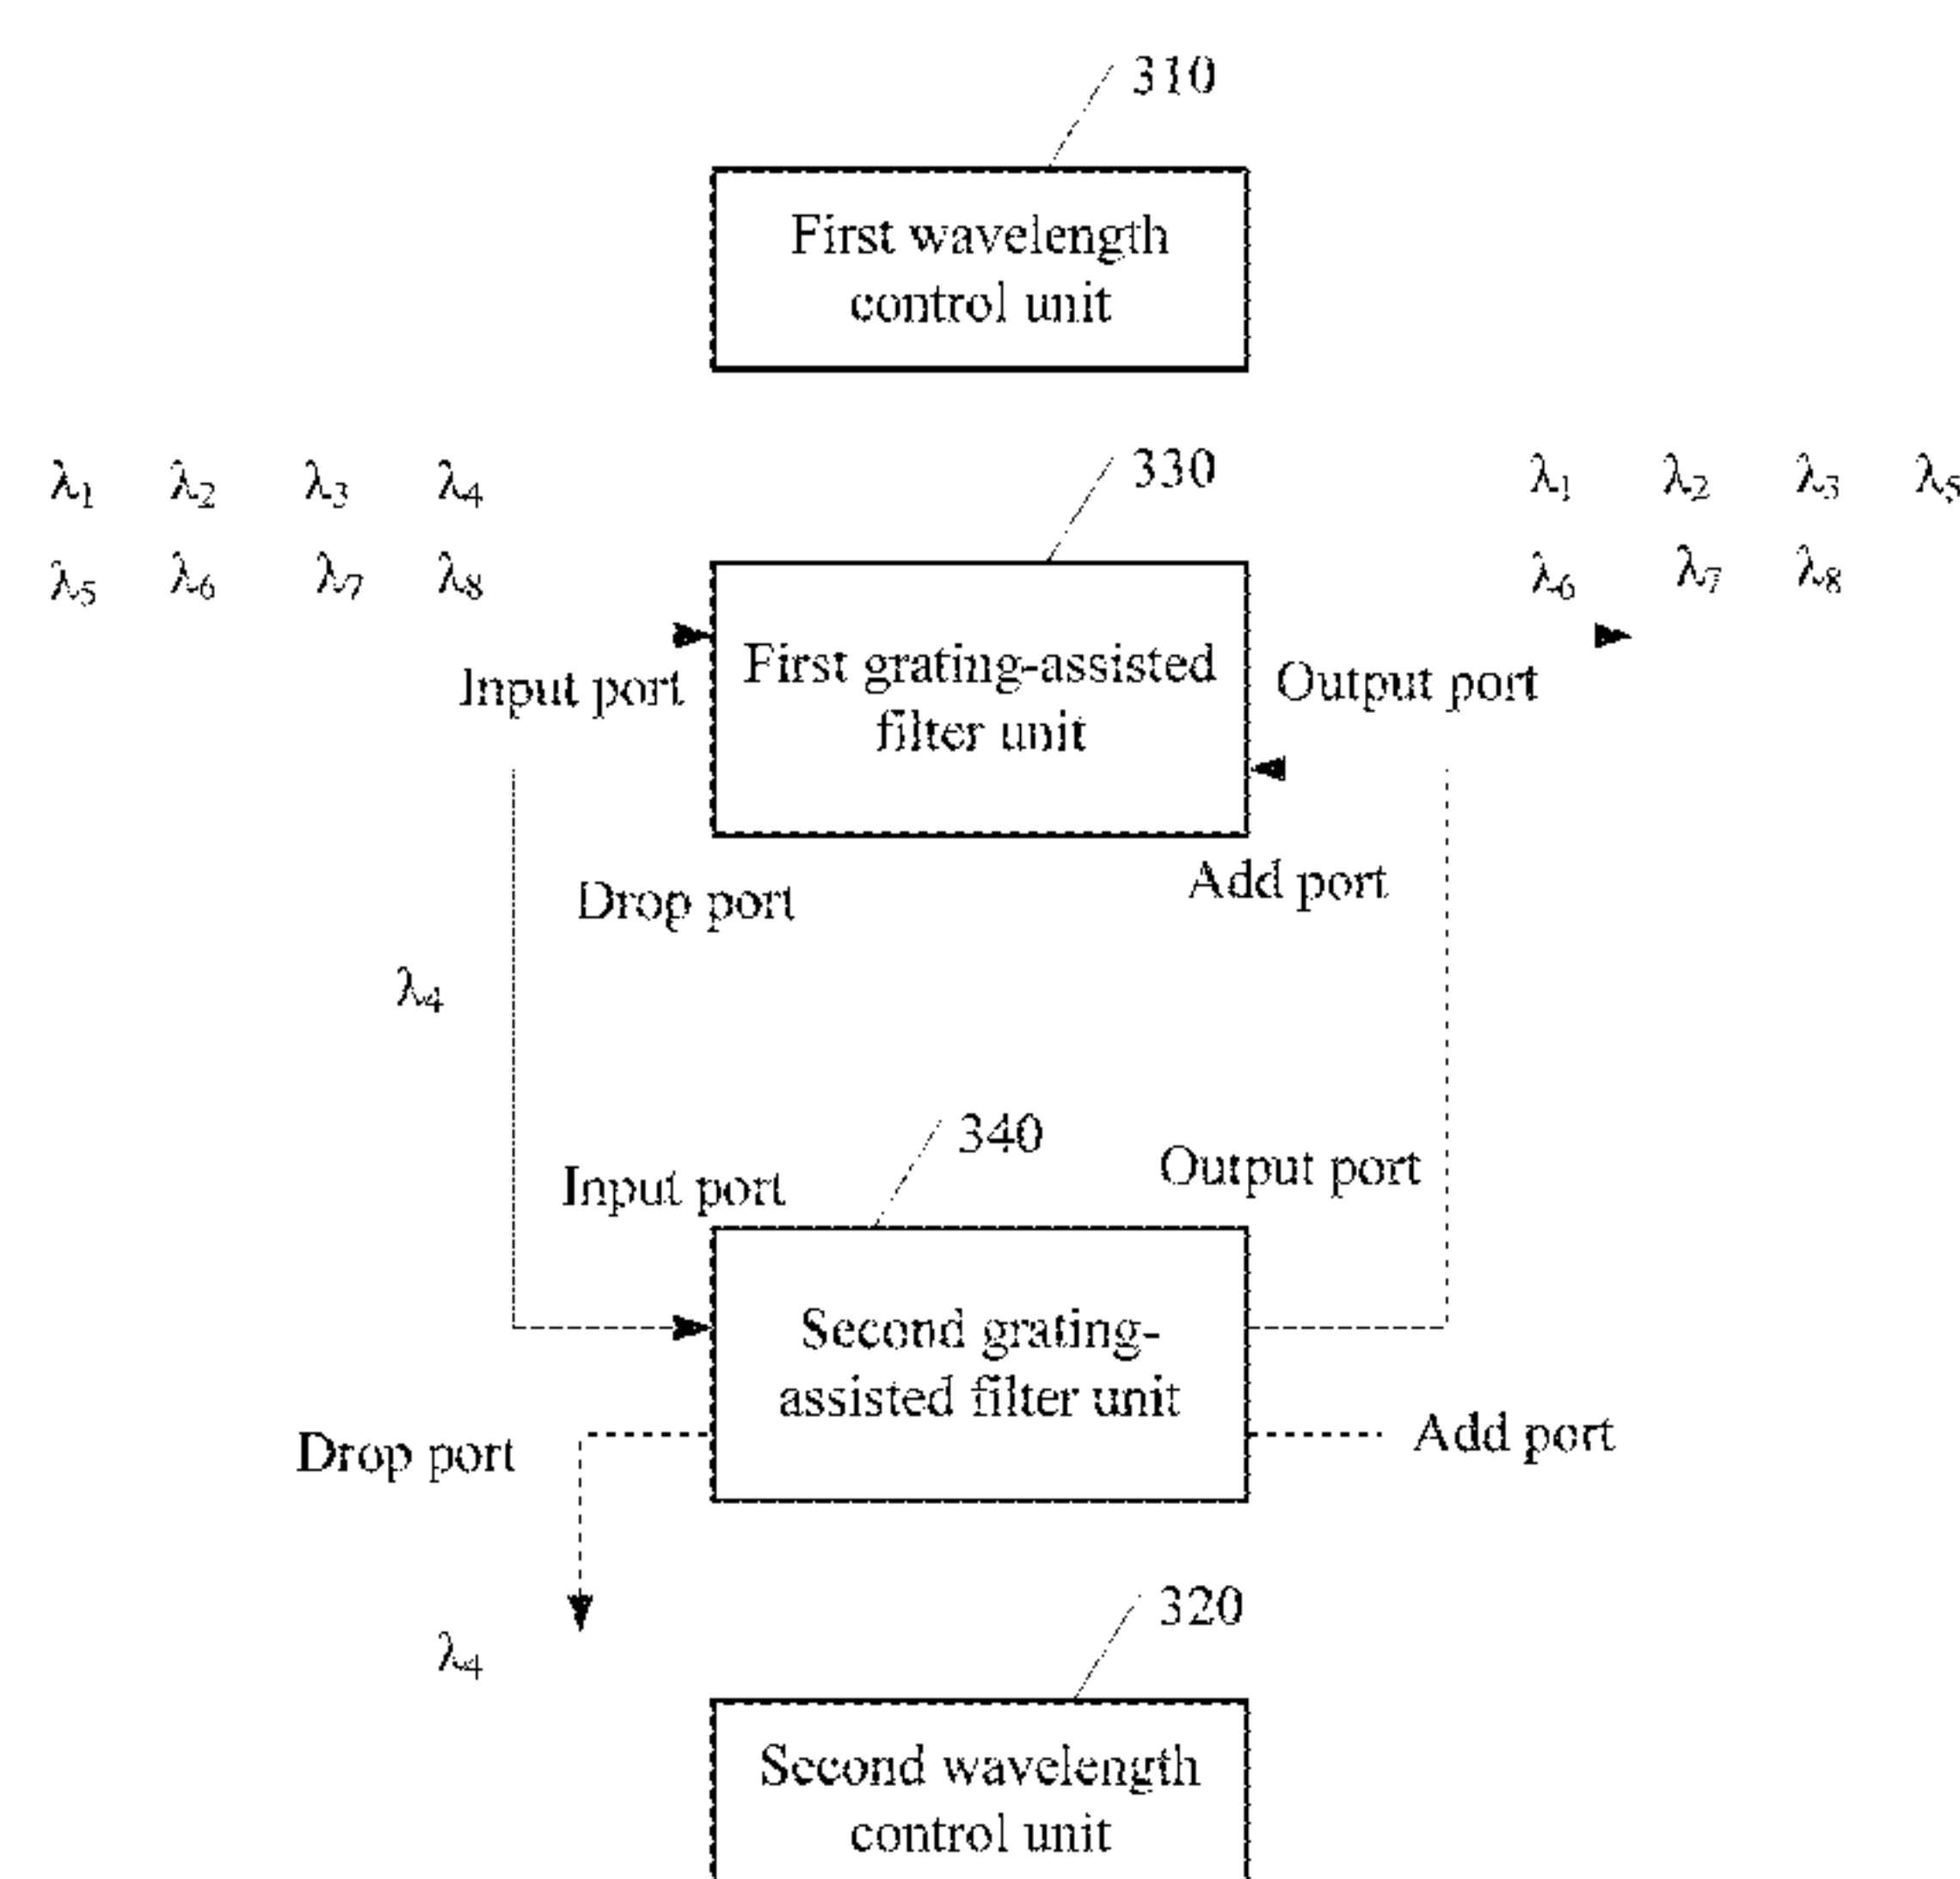 310
First wavelength
control unit
λ1 λ2 λ3 λ4
330
λ1 λ2 λ3 λ5
λ5 λ6 λ7 λ8
λ6 λ7 λ8
Input port
First grating-assisted
filter unit
Output port
Drop port
Add port
λ4
340
Input port
Output port
Second grating-
assisted filter unit
Drop port
Add port
320
λ4
Second wavelength
control unit